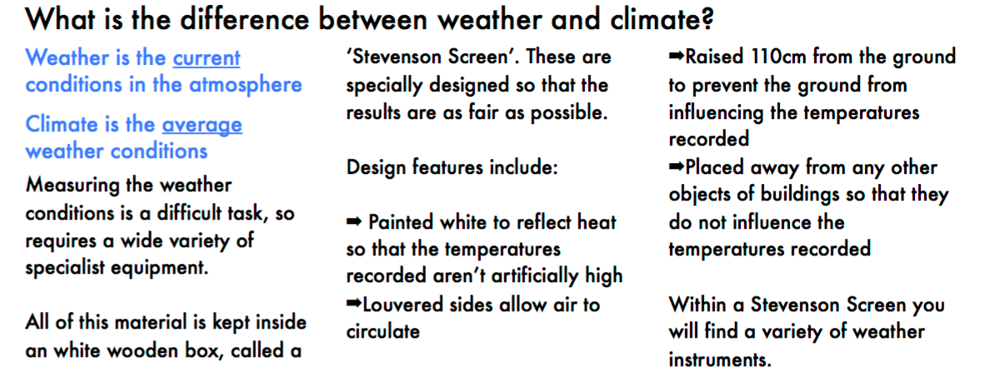 What is the difference between weather and climate?
Weather is the current
conditions in the atmosphere
Climate is the average
weather conditions
Measuring the weather
conditions is a difficult task, so
requires a wide variety of
specialist equipment.
All of this material is kept inside
an white wooden box, called a
‘Stevenson Screen’. These are
specially designed so that the
results are as fair as possible.
Design features include:
➡ Painted white to reflect heat
so that the temperatures
recorded aren’t artificially high
➡Louvered sides allow air to
circulate
➡Raised 110cm from the ground
to prevent the ground from
influencing the temperatures
recorded
➡Placed away from any other
objects of buildings so that they
do not influence the
temperatures recorded
Within a Stevenson Screen you
will find a variety of weather
instruments.